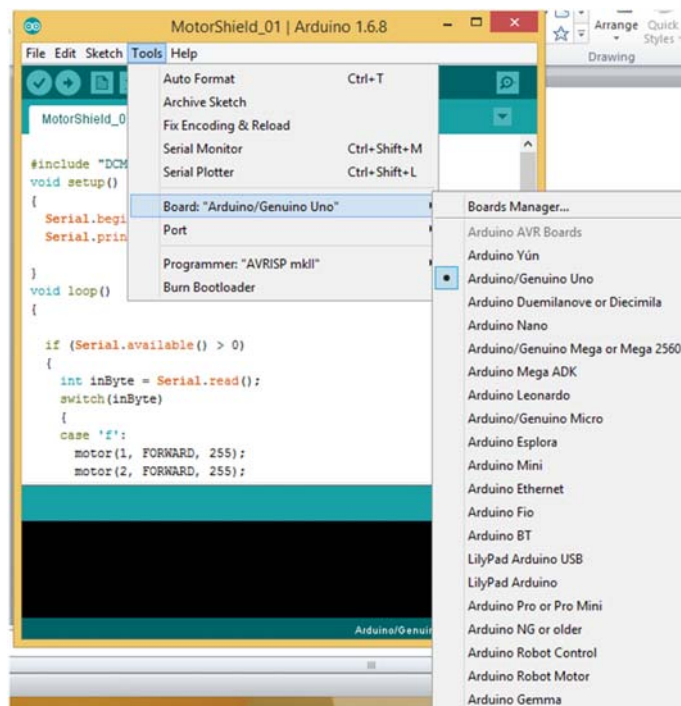 MotorShield_01 | Arduino 1.6.8
Arrange
Quick
Styles
Drawing
File Edit Sketch Tools Help
MotorShield_0
Auto Format Ctrl+T
Archive Sketch
Fix Encoding & Reload
Serial Monitor Ctrl+Shift+M
Serial Plotter Ctrl+Shift+L
Board: "Arduino/Genuino Uno"
Port
Programmer: "AVRISP mkII"
Burn Bootloader
#include "DCM
void setup()
{
Serial.begi
Serial.prin
}
void loop()
{
if (Serial.available() > 0)
{
int inByte = Serial.read();
switch(inByte)
{
case 'f':
motor(1, FORWARD, 255);
motor(2, FORWARD, 255);
Arduino/Genuin
Boards Manager...
Arduino AVR Boards
Arduino Yún
Arduino/Genuino Uno
Arduino Duemilanove or Diecimila
Arduino Nano
Arduino/Genuino Mega or Mega 2560
Arduino Mega ADK
Arduino Leonardo
Arduino/Genuino Micro
Arduino Esplora
Arduino Mini
Arduino Ethernet
Arduino Fio
Arduino BT
LilyPad Arduino USB
LilyPad Arduino
Arduino Pro or Pro Mini
Arduino NG or older
Arduino Robot Control
Arduino Robot Motor
Arduino Gemma